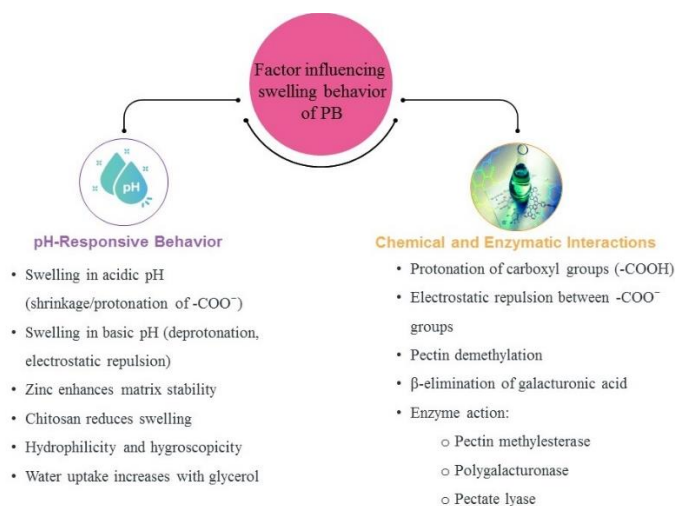 Factor influencing
swelling behavior
of PB
pH
pH-Responsive Behavior
• Swelling in acidic pH
(shrinkage/protonation of -COO⁻)
• Swelling in basic pH (deprotonation,
electrostatic repulsion)
• Zinc enhances matrix stability
• Chitosan reduces swelling
• Hydrophilicity and hygroscopicity
• Water uptake increases with glycerol
Chemical and Enzymatic Interactions
• Protonation of carboxyl groups (-COOH)
• Electrostatic repulsion between -COO⁻
groups
• Pectin demethylation
• β-elimination of galacturonic acid
• Enzyme action:
o Pectin methylesterase
o Polygalacturonase
o Pectate lyase